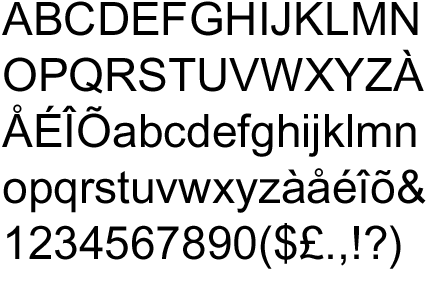 ABCDEFGHIJKLMN
OPQRSTUVWXYZÀ
ÅÉÎÕabcdefghijklmn
opqrstuvwxyzàåéîõ&
1234567890($£.,!?)